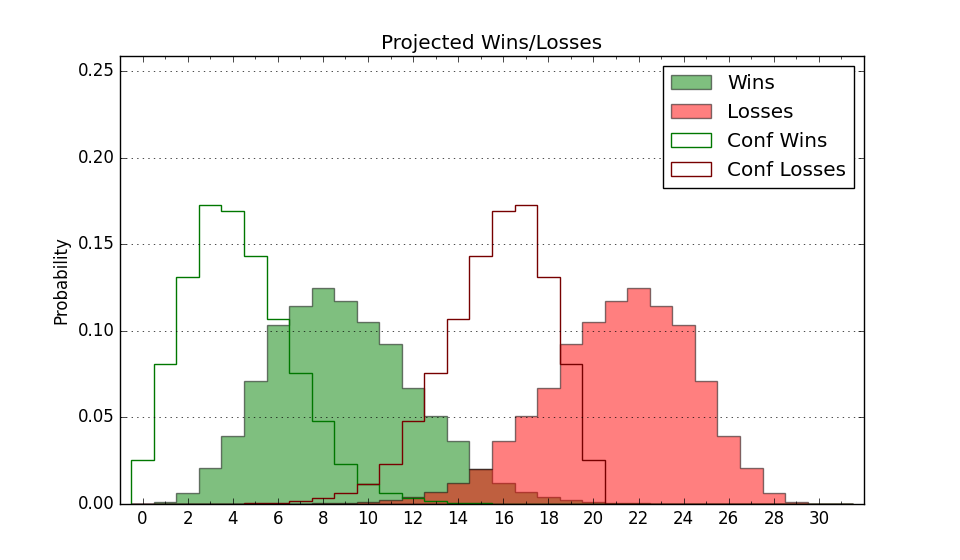 Projected Wins/Losses
0.25
0.20
0.15
0.10
0.05
0.00
Probability
Wins
Losses
Conf Wins
Conf Losses
0 2 4 6 8 10 12 14 16 18 20 22 24 26 28 30